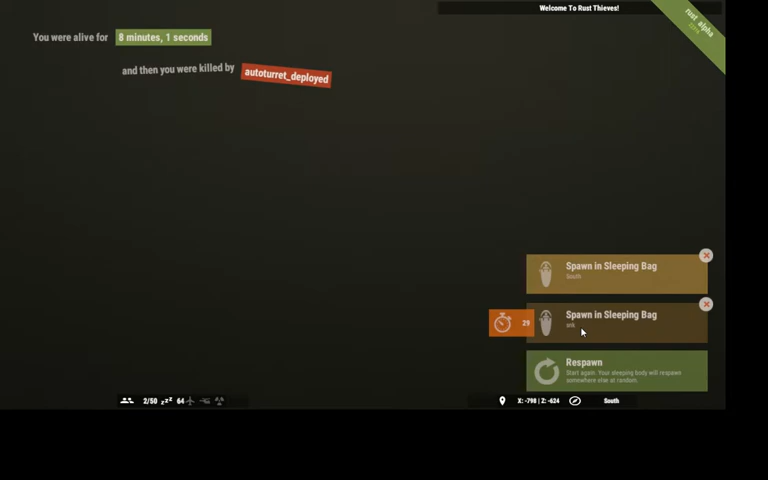 Welcome To Rust Thieves!
rust_alpha
You were alive for 8 minutes, 1 seconds
and then you were killed by autoturret_deployed
Spawn in Sleeping Bag
South
29
Spawn in Sleeping Bag
Respawn
Start again. Your sleeping body will respawn
somewhere else at random.
2/50 zzz 64
X: -798 | Z: -624
South